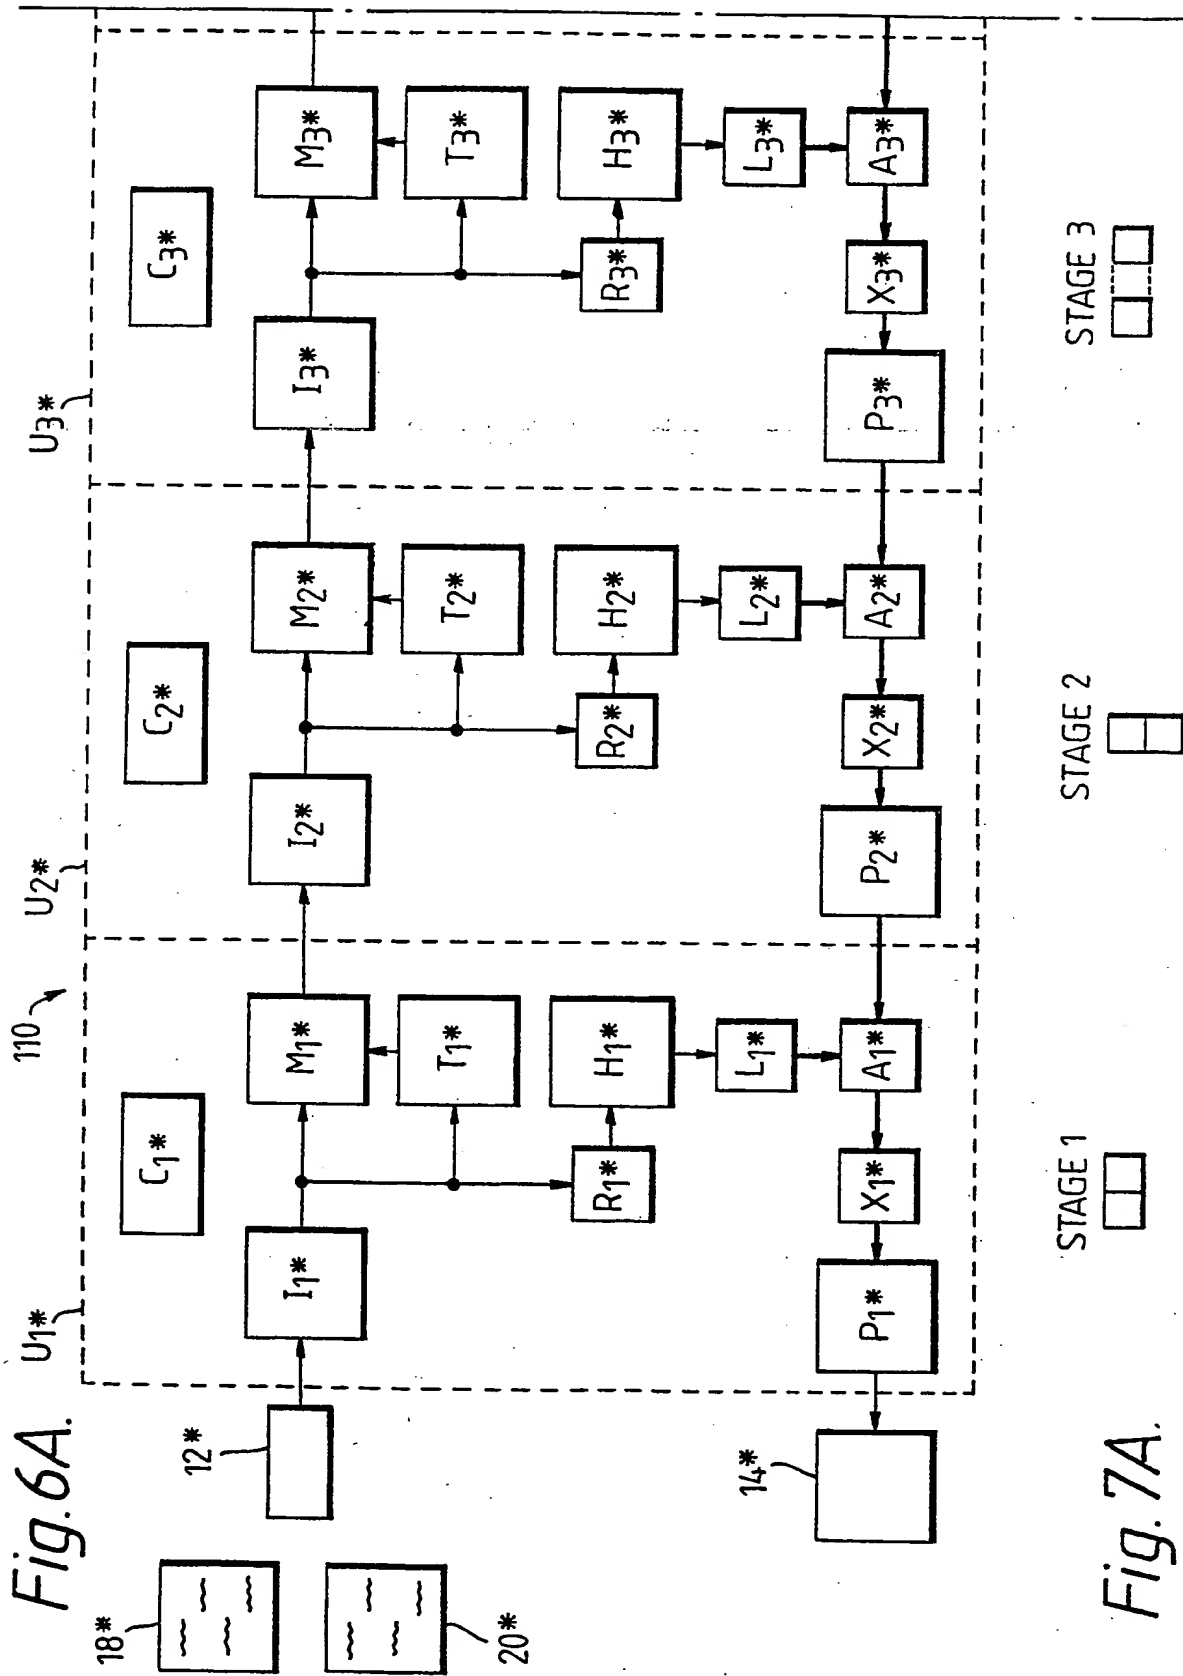 Fig. 6A.
110
U1*
U2*
U3*
C1*
C2*
C3*
18*
20*
12*
I1*
M1*
I2*
M2*
I3*
M3*
T1*
T2*
T3*
R1*
H1*
R2*
H2*
R3*
H3*
L1*
L2*
L3*
14*
P1*
X1*
A1*
P2*
X2*
A2*
P3*
X3*
A3*
Fig. 7A.
STAGE 1
STAGE 2
STAGE 3